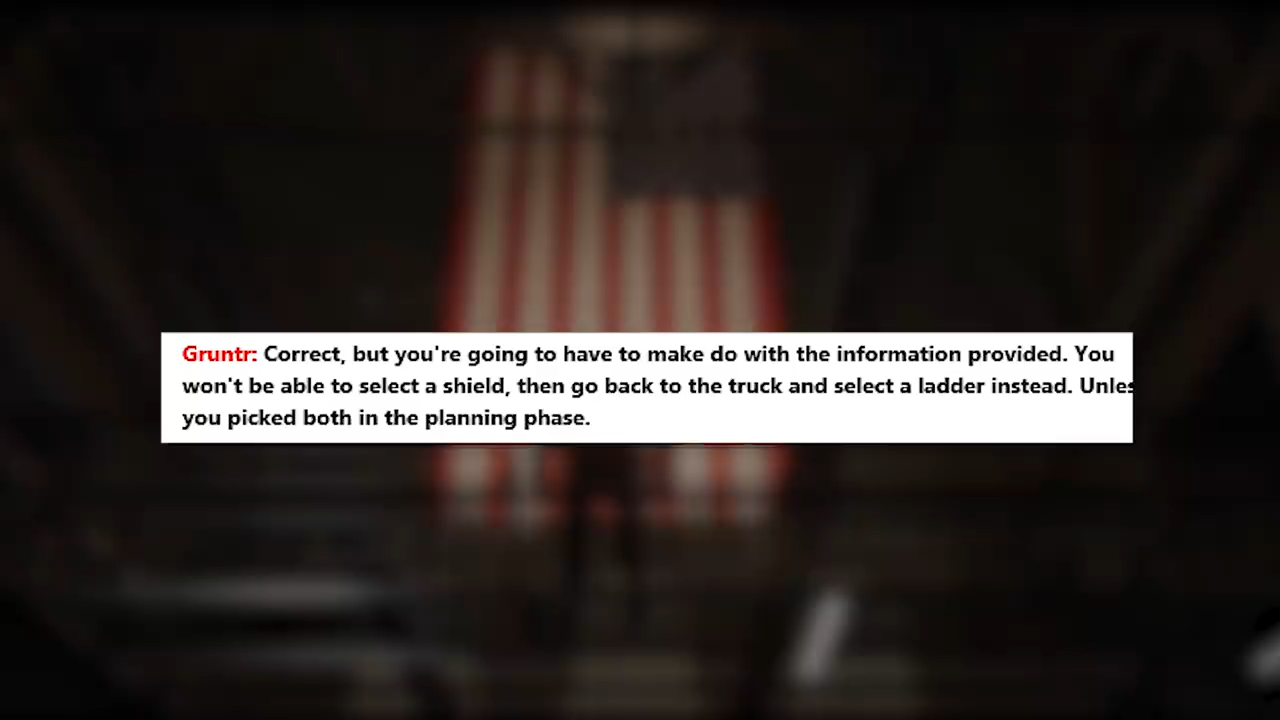 Gruntr: Correct, but you're going to have to make do with the information provided. You
won't be able to select a shield, then go back to the truck and select a ladder instead. Unles
you picked both in the planning phase.